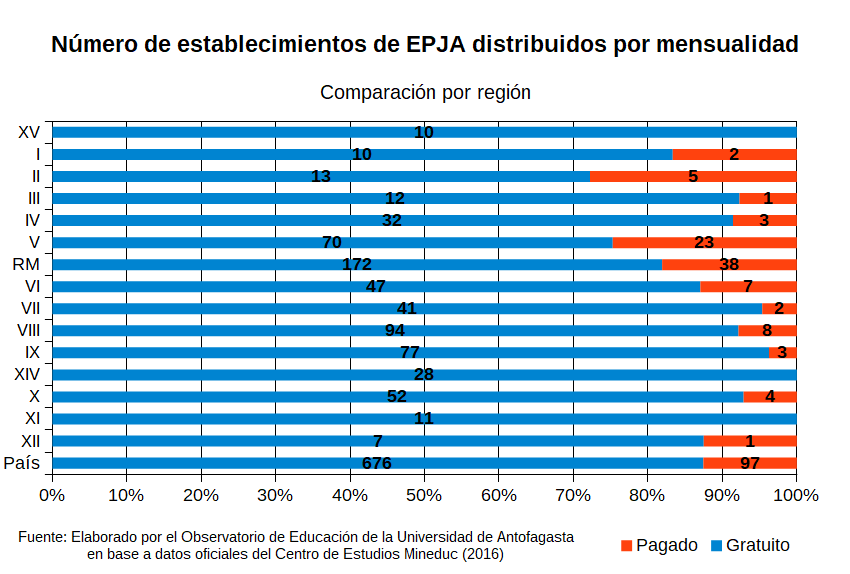 Número de establecimientos de EPJA distribuidos por mensualidad
Comparación por región
XV 10
I 10 2
II 13 5
III 12 1
IV 32 3
V 70 23
RM 172 38
VI 47 7
VII 41 2
VIII 94 8
IX 77 3
XIV 28
X 52 4
XI 11
XII 7 1
País 676 97
0% 10% 20% 30% 40% 50% 60% 70% 80% 90% 100%
Fuente: Elaborado por el Observatorio de Educación de la Universidad de Antofagasta
en base a datos oficiales del Centro de Estudios Mineduc (2016)
Pagado Gratuito